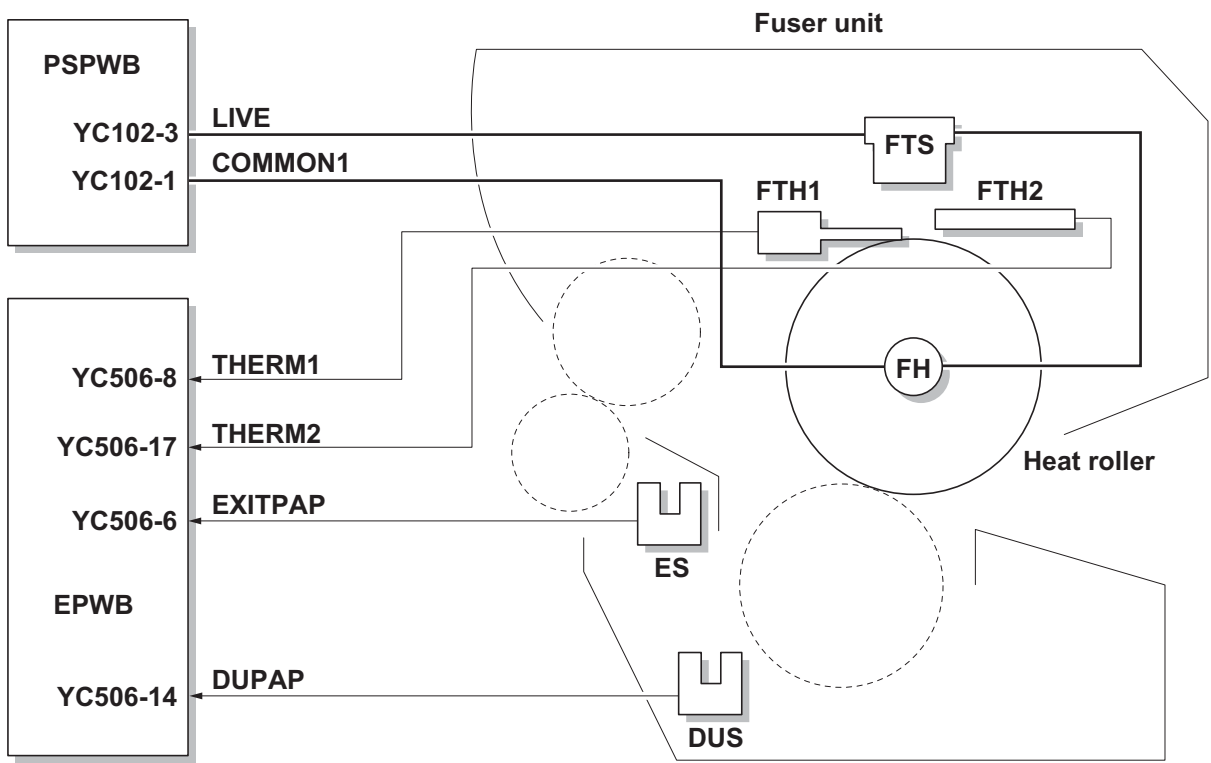 Fuser unit
PSPWB
YC102-3
LIVE
YC102-1
COMMON1
FTS
FTH1
FTH2
FH
Heat roller
YC506-8
THERM1
YC506-17
THERM2
YC506-6
EXITPAP
ES
EPWB
YC506-14
DUPAP
DUS